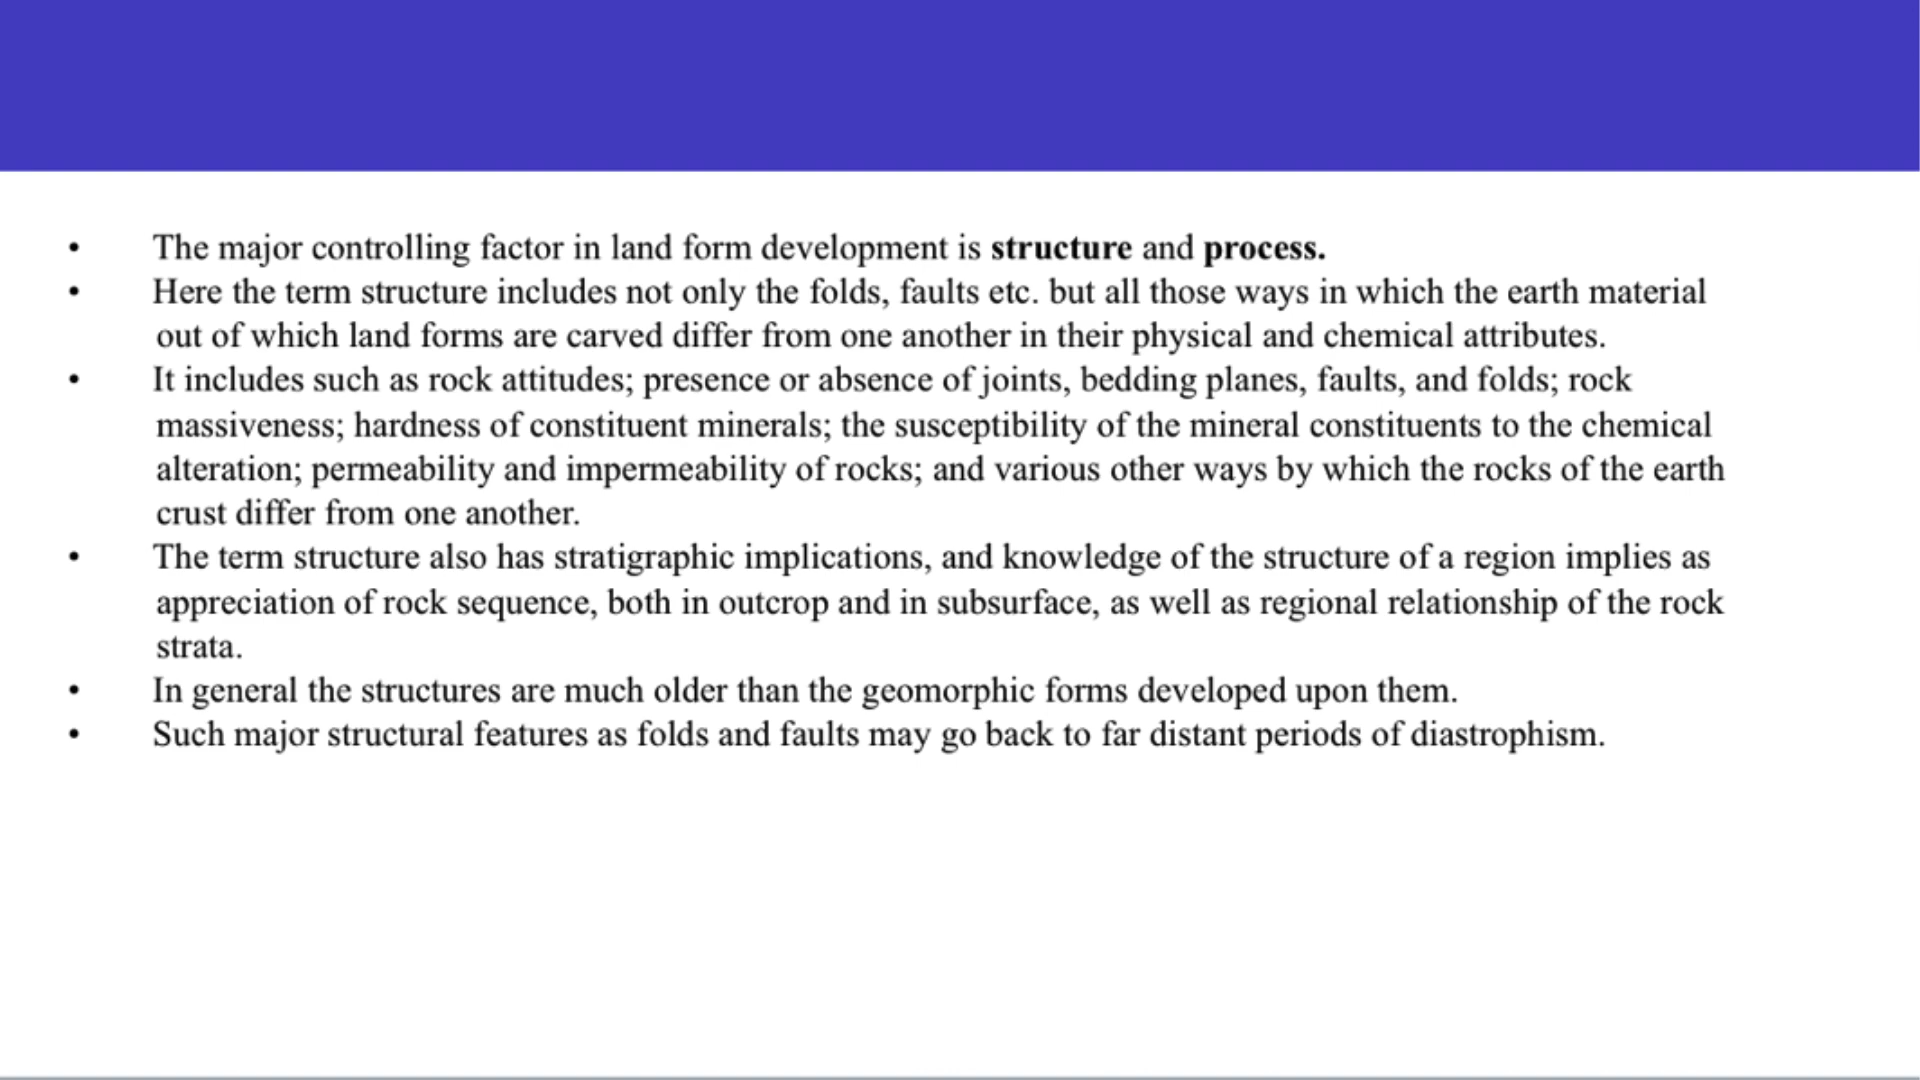 • The major controlling factor in land form development is structure and process.
• Here the term structure includes not only the folds, faults etc. but all those ways in which the earth material
out of which land forms are carved differ from one another in their physical and chemical attributes.
• It includes such as rock attitudes; presence or absence of joints, bedding planes, faults, and folds; rock
massiveness; hardness of constituent minerals; the susceptibility of the mineral constituents to the chemical
alteration; permeability and impermeability of rocks; and various other ways by which the rocks of the earth
crust differ from one another.
• The term structure also has stratigraphic implications, and knowledge of the structure of a region implies as
appreciation of rock sequence, both in outcrop and in subsurface, as well as regional relationship of the rock
strata.
• In general the structures are much older than the geomorphic forms developed upon them.
• Such major structural features as folds and faults may go back to far distant periods of diastrophism.